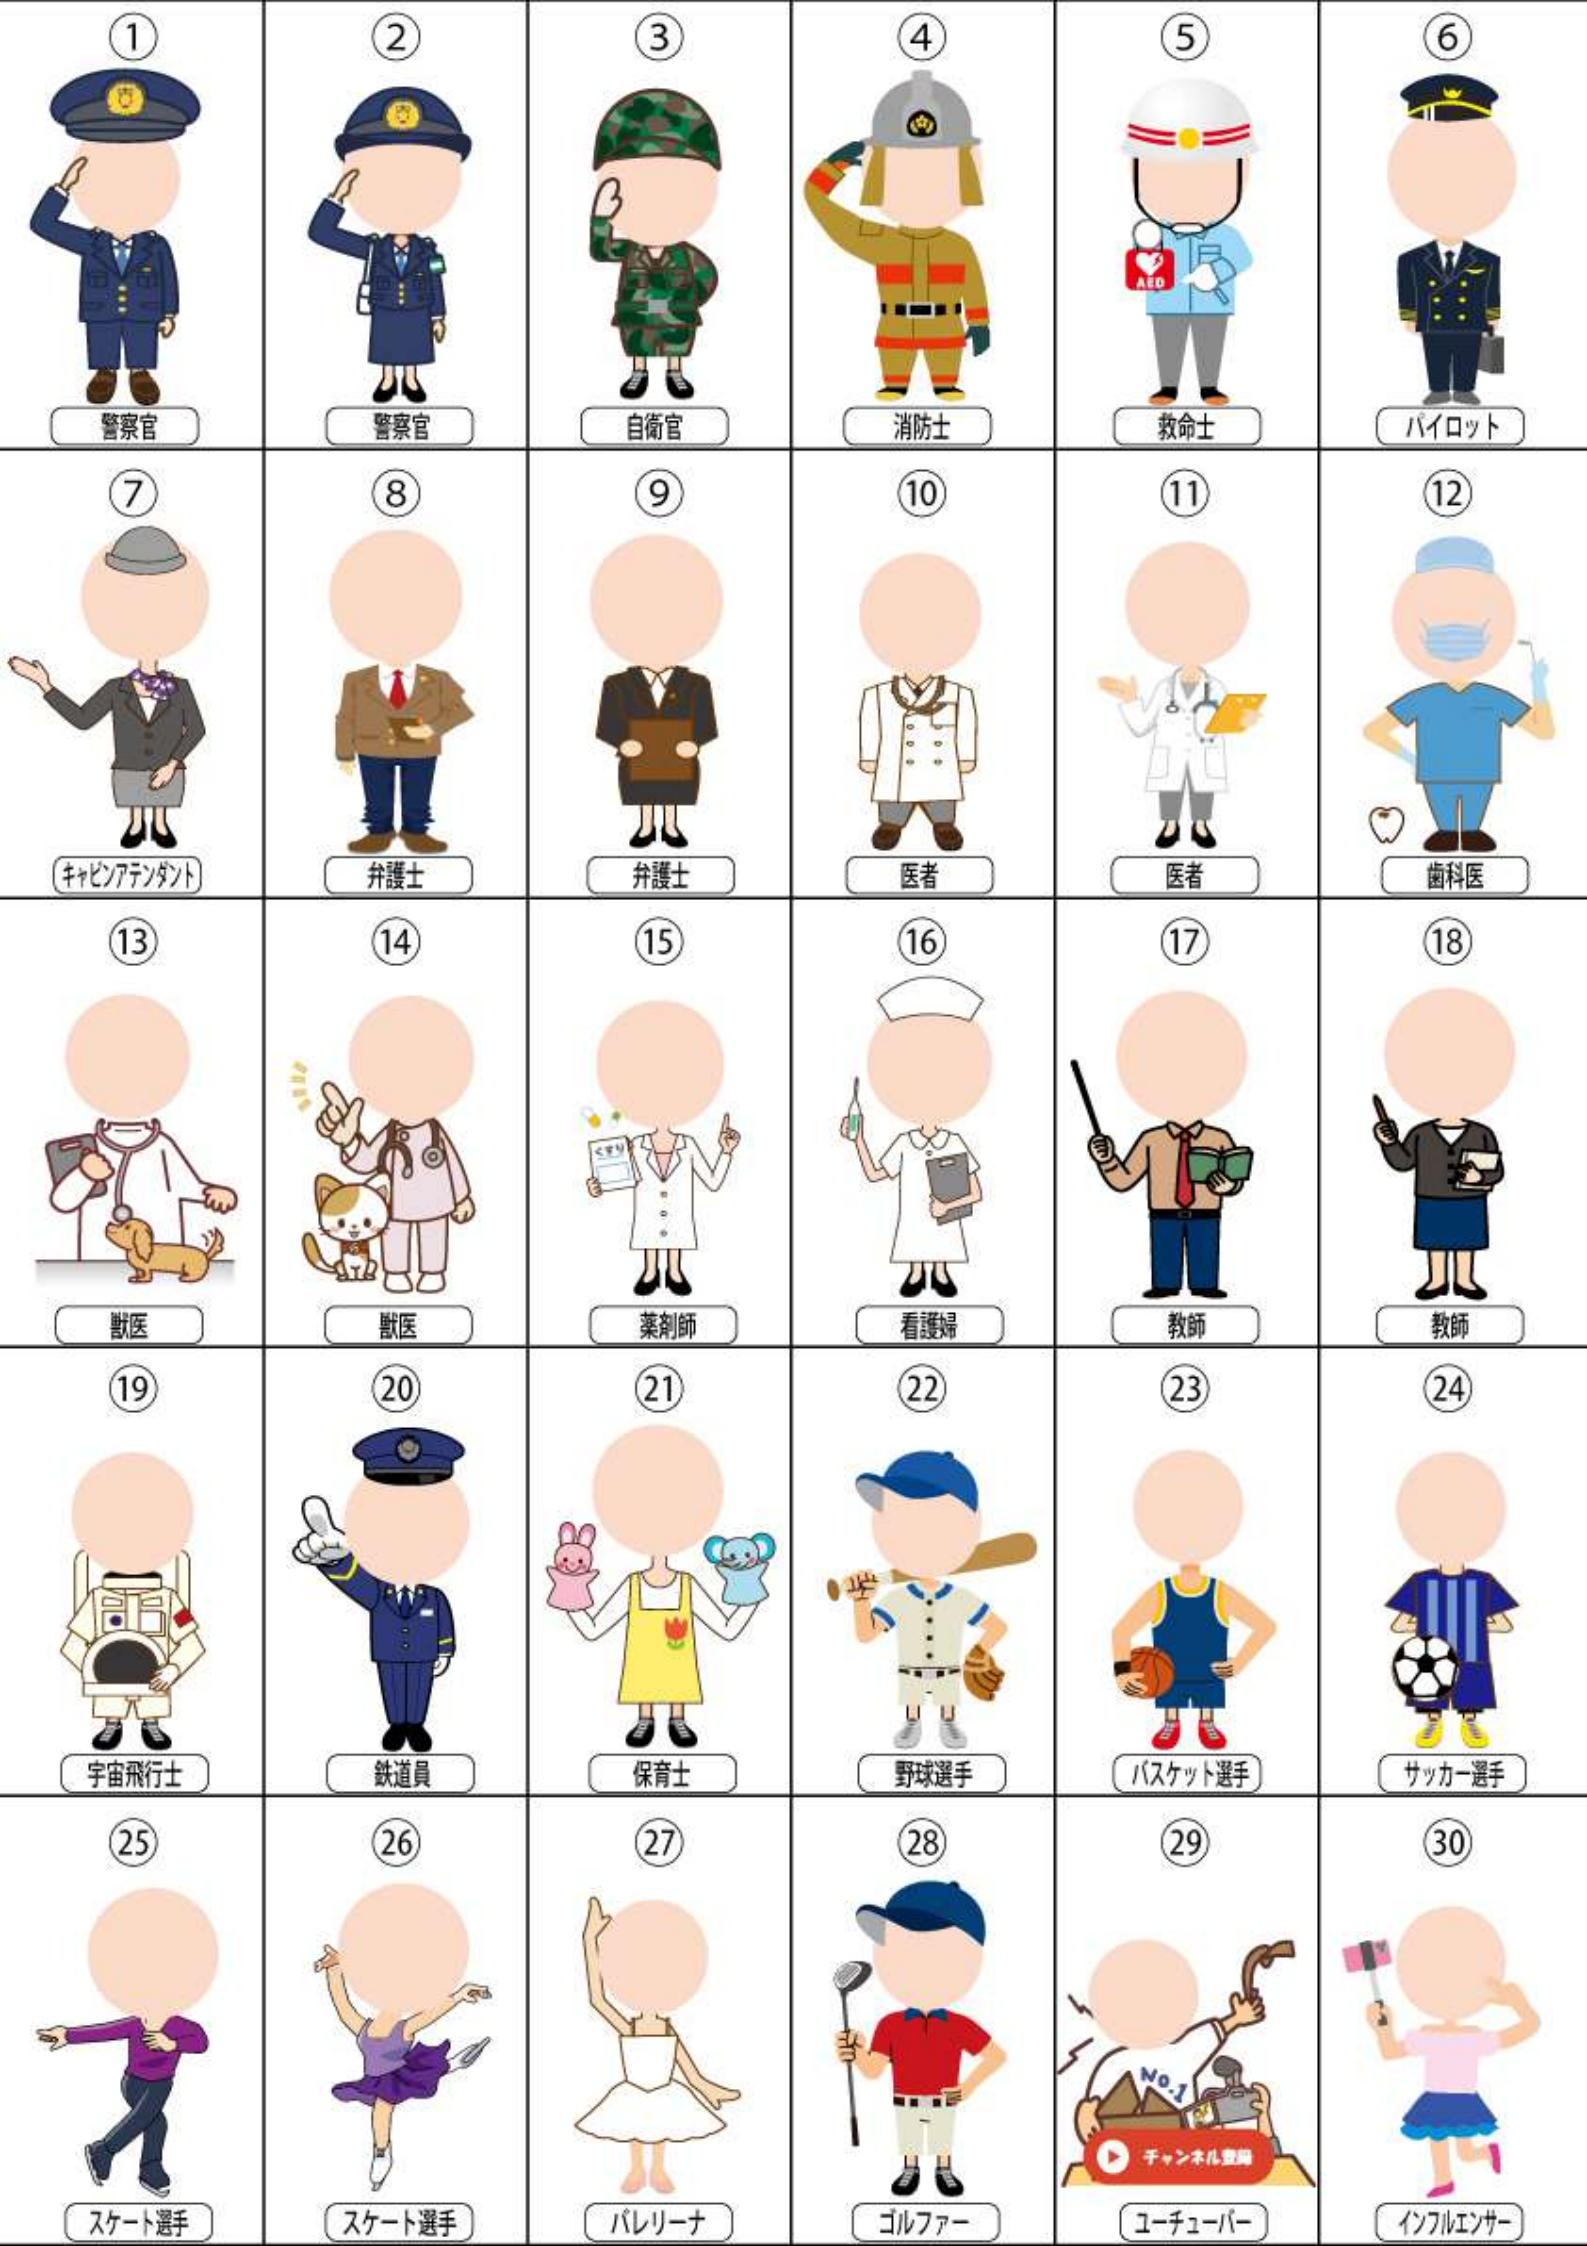 ① ② ③ ④ ⑤ ⑥
AED
警察官 警察官 自衛官 消防士 救命士 パイロット
⑦ ⑧ ⑨ ⑩ ⑪ ⑫
キャビンアテンダント 弁護士 弁護士 医者 医者 歯科医
⑬ ⑭ ⑮ ⑯ ⑰ ⑱
くすり
獣医 獣医 薬剤師 看護婦 教師 教師
⑲ ⑳ ㉑ ㉒ ㉓ ㉔
宇宙飛行士 鉄道員 保育士 野球選手 バスケット選手 サッカー選手
㉕ ㉖ ㉗ ㉘ ㉙ ㉚
No.1
チャンネル登録
スケート選手 スケート選手 バレリーナ ゴルファー ユーチューバー インフルエンサー